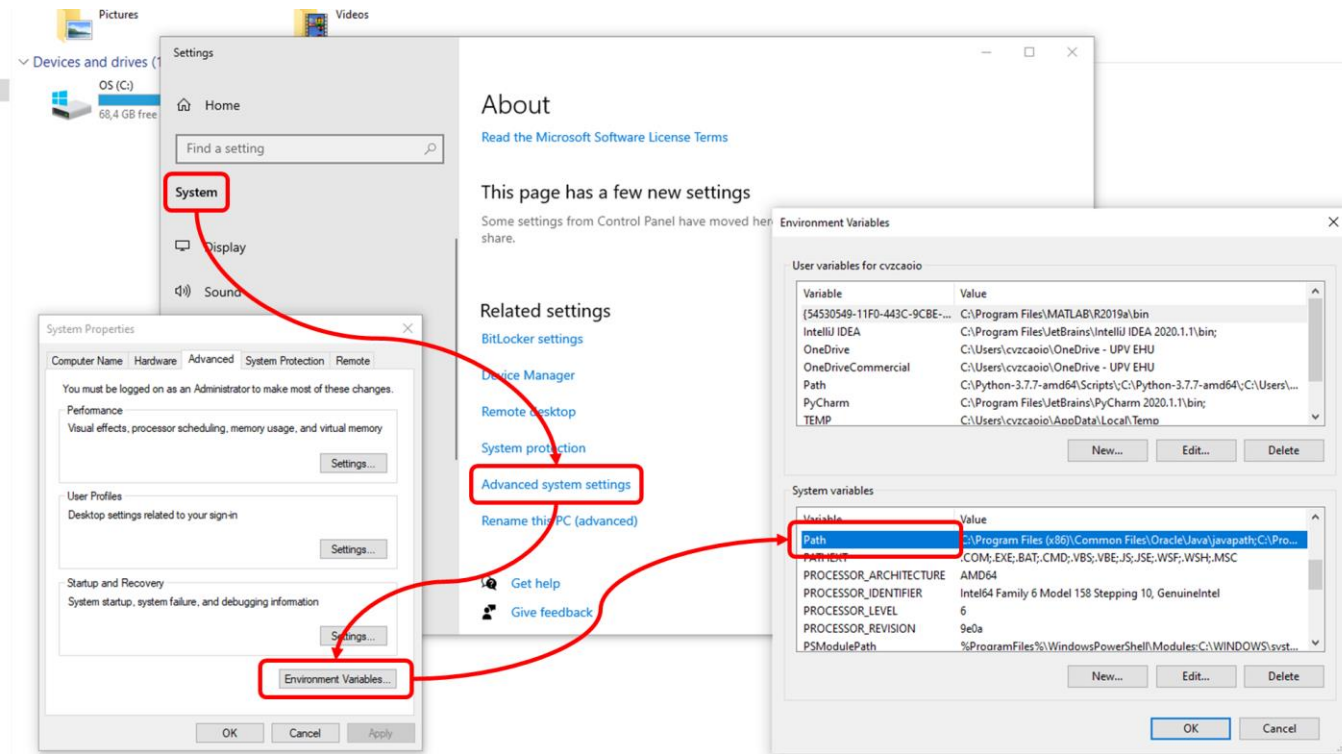 Pictures
Videos
Devices and drives (1
OS (C:)
68,4 GB free
Settings
Home
Find a setting
System
Display
Sound
About
Read the Microsoft Software License Terms
This page has a few new settings
Some settings from Control Panel have moved her
share.
Related settings
BitLocker settings
Device Manager
Remote desktop
System protection
Advanced system settings
Rename this PC (advanced)
Get help
Give feedback
System Properties
Computer Name Hardware Advanced System Protection Remote
You must be logged on as an Administrator to make most of these changes.
Performance
Visual effects, processor scheduling, memory usage, and virtual memory
Settings...
User Profiles
Desktop settings related to your sign-in
Settings...
Startup and Recovery
System startup, system failure, and debugging information
Settings...
Environment Variables...
OK Cancel Apply
Environment Variables
User variables for cvzcaoio
Variable Value
{54530549-11F0-443C-9CBE-... C:\Program Files\MATLAB\R2019a\bin
IntelliJ IDEA C:\Program Files\JetBrains\IntelliJ IDEA 2020.1.1\bin;
OneDrive C:\Users\cvzcaoio\OneDrive - UPV EHU
OneDriveCommercial C:\Users\cvzcaoio\OneDrive - UPV EHU
Path C:\Python-3.7.7-amd64\Scripts\;C:\Python-3.7.7-amd64\;C:\Users\...
PyCharm C:\Program Files\JetBrains\PyCharm 2020.1.1\bin;
TEMP C:\Users\cvzcaoio\AppData\Local\Temp
New... Edit... Delete
System variables
Variable Value
Path C:\Program Files (x86)\Common Files\Oracle\Java\javapath;C:\Pro...
PATHEXT .COM;.EXE;.BAT;.CMD;.VBS;.VBE;.JS;.JSE;.WSF;.WSH;.MSC
PROCESSOR_ARCHITECTURE AMD64
PROCESSOR_IDENTIFIER Intel64 Family 6 Model 158 Stepping 10, GenuineIntel
PROCESSOR_LEVEL 6
PROCESSOR_REVISION 9e0a
PSModulePath %ProgramFiles%\WindowsPowerShell\Modules;C:\WINDOWS\syst...
New... Edit... Delete
OK Cancel